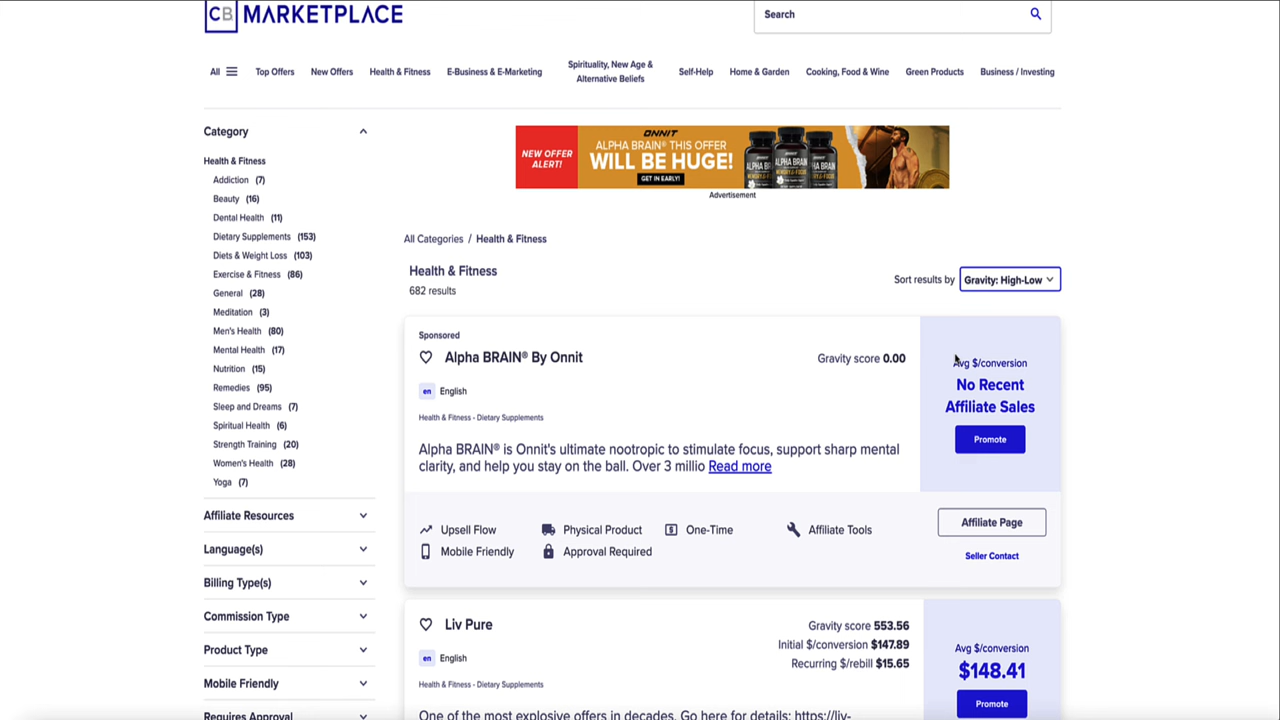 CB MARKETPLACE
Search
All
Top Offers
New Offers
Health & Fitness
E-Business & E-Marketing
Spirituality, New Age &
Alternative Beliefs
Self-Help
Home & Garden
Cooking, Food & Wine
Green Products
Business / Investing
Category
Health & Fitness
Addiction (7)
Beauty (16)
Dental Health (11)
Dietary Supplements (153)
Diets & Weight Loss (103)
Exercise & Fitness (86)
General (28)
Meditation (3)
Men's Health (80)
Mental Health (17)
Nutrition (15)
Remedies (95)
Sleep and Dreams (7)
Spiritual Health (6)
Strength Training (20)
Women's Health (28)
Yoga (7)
Affiliate Resources
Language(s)
Billing Type(s)
Commission Type
Product Type
Mobile Friendly
Requires Approval
NEW OFFER
ALERT!
ONNIT
ALPHA BRAIN® THIS OFFER
WILL BE HUGE!
GET IN EARLY!
Advertisement
All Categories / Health & Fitness
Health & Fitness
682 results
Sort results by Gravity: High-Low
Sponsored
Alpha BRAIN® By Onnit
Gravity score 0.00
en English
Health & Fitness - Dietary Supplements
Alpha BRAIN® is Onnit's ultimate nootropic to stimulate focus, support sharp mental
clarity, and help you stay on the ball. Over 3 millio Read more
Avg $/conversion
No Recent
Affiliate Sales
Promote
Upsell Flow
Physical Product
One-Time
Affiliate Tools
Mobile Friendly
Approval Required
Affiliate Page
Seller Contact
Liv Pure
Gravity score 553.56
Initial $/conversion $147.89
Recurring $/rebill $15.65
en English
Health & Fitness - Dietary Supplements
One of the most explosive offers in decades. Go here for details: https://liv-
Avg $/conversion
$148.41
Promote